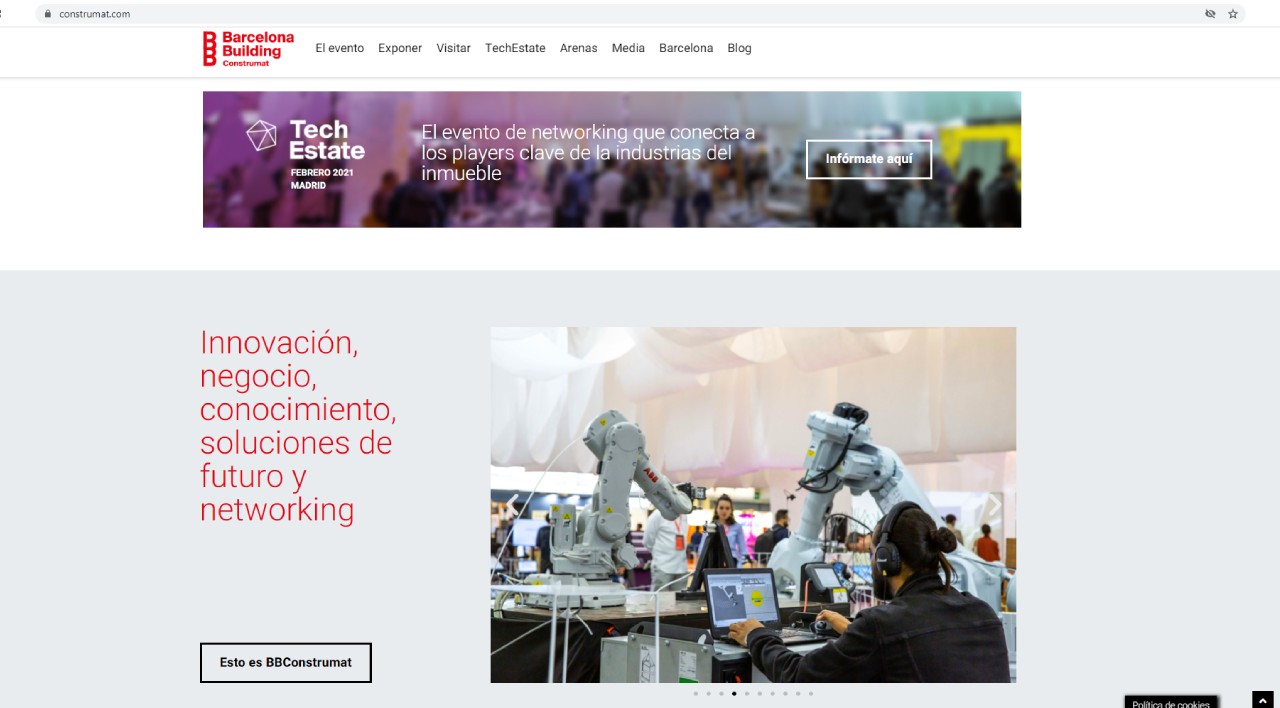 construmat.com
Barcelona
Building
Construmat
El evento Exponer Visitar TechEstate Arenas Media Barcelona Blog
Tech
Estate
FEBRERO 2021
MADRID
El evento de networking que conecta a
los players clave de la industrias del
inmueble
Infórmate aquí
Innovación,
negocio,
conocimiento,
soluciones de
futuro y
networking
ABB
Esto es BBConstrumat
Política de cookies